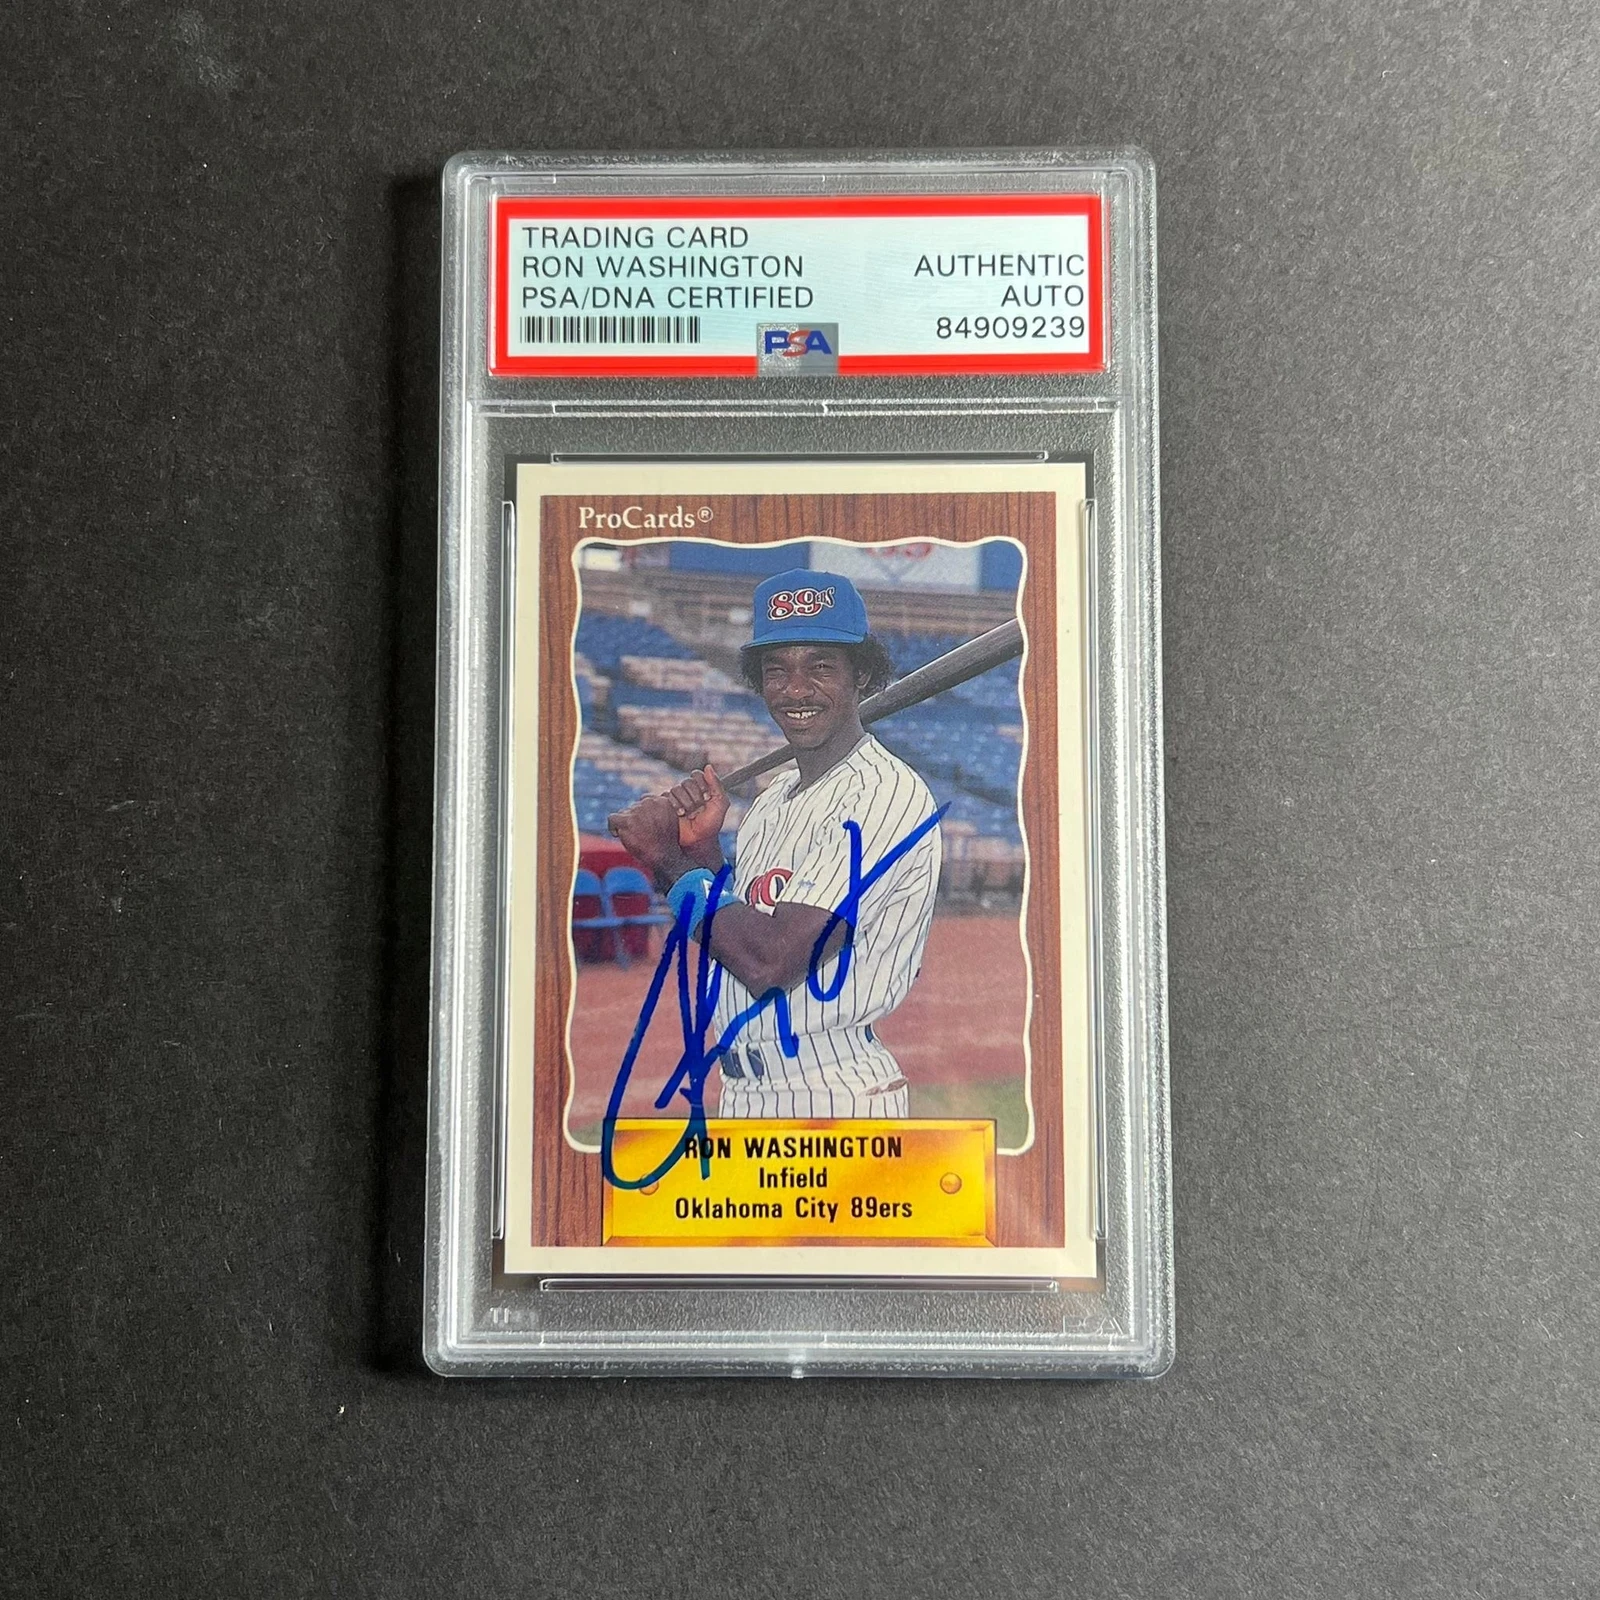 TRADING CARD
RON WASHINGTON
PSA/DNA CERTIFIED
AUTHENTIC
AUTO
84909239
PSA
ProCards®
89ERS
RON WASHINGTON
Infield
Oklahoma City 89ers
PSA